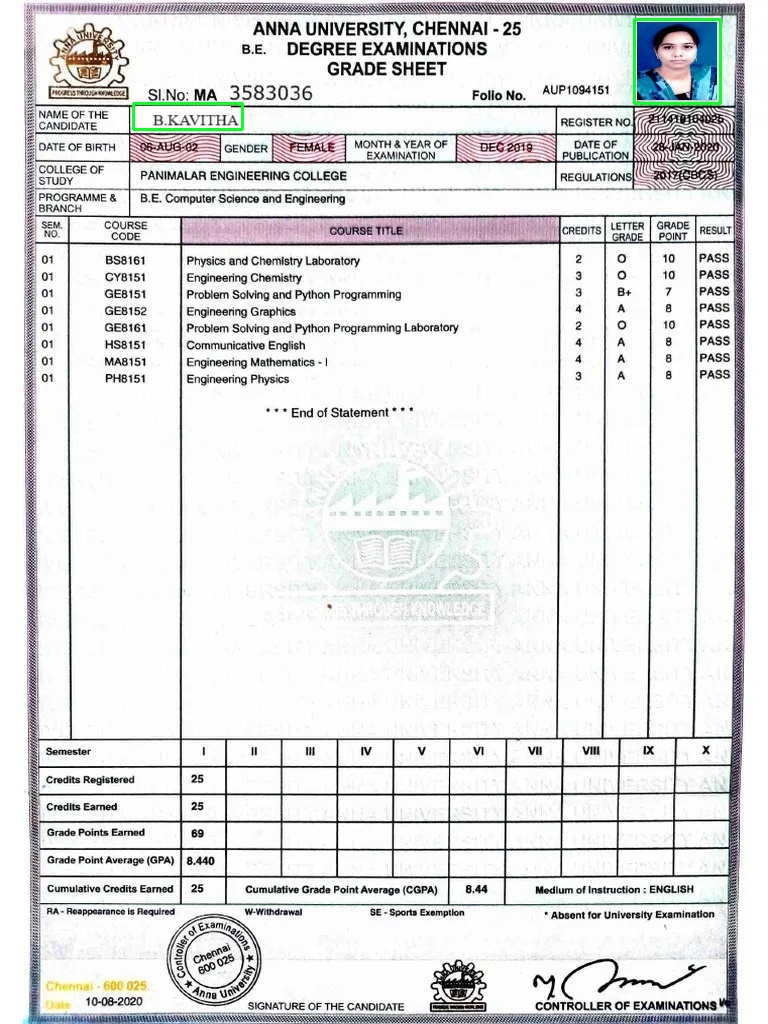 ANNA UNIVERSITY, CHENNAI - 25
B.E. DEGREE EXAMINATIONS
GRADE SHEET
ANNA UNIVERSITY
PROGRESS THROUGH KNOWLEDGE
Sl.No: MA 3583036 Folio No. AUP1094151
NAME OF THE CANDIDATE B.KAVITHA REGISTER NO. 211419104025
DATE OF BIRTH 06-AUG-02 GENDER FEMALE MONTH & YEAR OF EXAMINATION DEC 2019 DATE OF PUBLICATION 28-JAN-2020
COLLEGE OF STUDY PANIMALAR ENGINEERING COLLEGE REGULATIONS 2017(CBCS)
PROGRAMME & BRANCH B.E. Computer Science and Engineering
SEM. NO. COURSE CODE COURSE TITLE CREDITS LETTER GRADE GRADE POINT RESULT
01 BS8161 Physics and Chemistry Laboratory 2 O 10 PASS
01 CY8151 Engineering Chemistry 3 O 10 PASS
01 GE8151 Problem Solving and Python Programming 3 B+ 7 PASS
01 GE8152 Engineering Graphics 4 A 8 PASS
01 GE8161 Problem Solving and Python Programming Laboratory 2 O 10 PASS
01 HS8151 Communicative English 4 A 8 PASS
01 MA8151 Engineering Mathematics - I 4 A 8 PASS
01 PH8151 Engineering Physics 3 A 8 PASS
* * * End of Statement * * *
THROUGH KNOWLEDGE
Semester I II III IV V VI VII VIII IX X
Credits Registered 25
Credits Earned 25
Grade Points Earned 69
Grade Point Average (GPA) 8.440
Cumulative Credits Earned 25 Cumulative Grade Point Average (CGPA) 8.44 Medium of Instruction : ENGLISH
RA - Reappearance is Required W-Withdrawal SE - Sports Exemption * Absent for University Examination
Controller of Examinations
Chennai
600 025
Anna University
Chennai - 600 025.
Date 10-08-2020
SIGNATURE OF THE CANDIDATE
CONTROLLER OF EXAMINATIONS